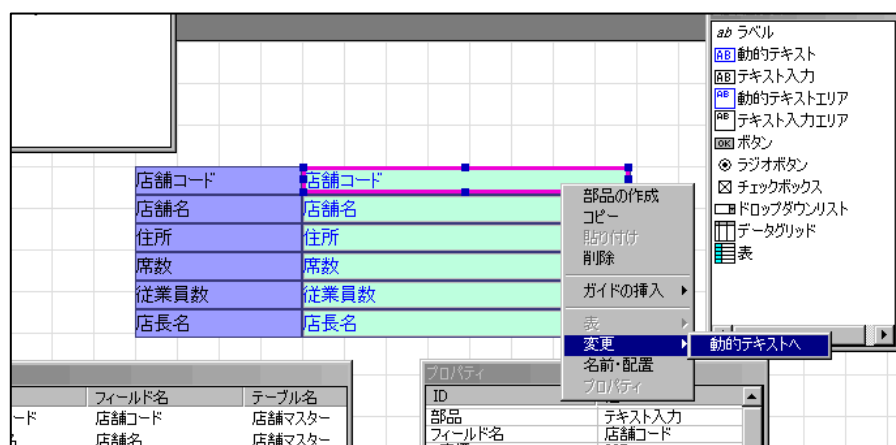 ab ラベル
AB 動的テキスト
AB テキスト入力
AB 動的テキストエリア
AB テキスト入力エリア
OK ボタン
ラジオボタン
チェックボックス
ドロップダウンリスト
データグリッド
表
店舗コード 店舗コード
店舗名 店舗名
住所 住所
席数 席数
従業員数 従業員数
店長名 店長名
部品の作成
コピー
貼り付け
削除
ガイドの挿入
表
変更
動的テキストへ
名前・配置
プロパティ
フィールド名 テーブル名
ード 店舗コード 店舗マスター
店舗名 店舗マスター
プロパティ
ID
部品 テキスト入力
フィールド名 店舗コード